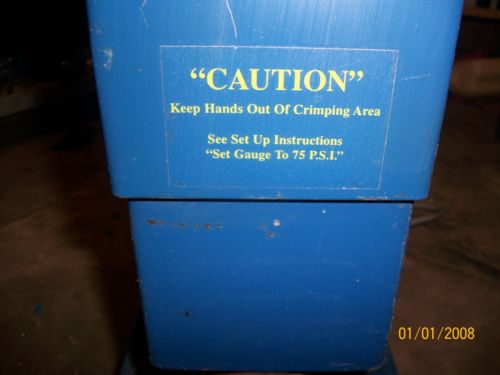 “CAUTION”
Keep Hands Out Of Crimping Area
See Set Up Instructions
“Set Gauge To 75 P.S.I.”
01/01/2008